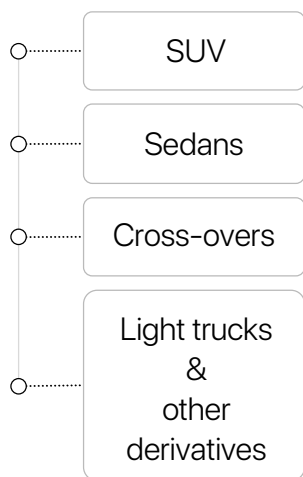 SUV
Sedans
Cross-overs
Light trucks
&
other
derivatives